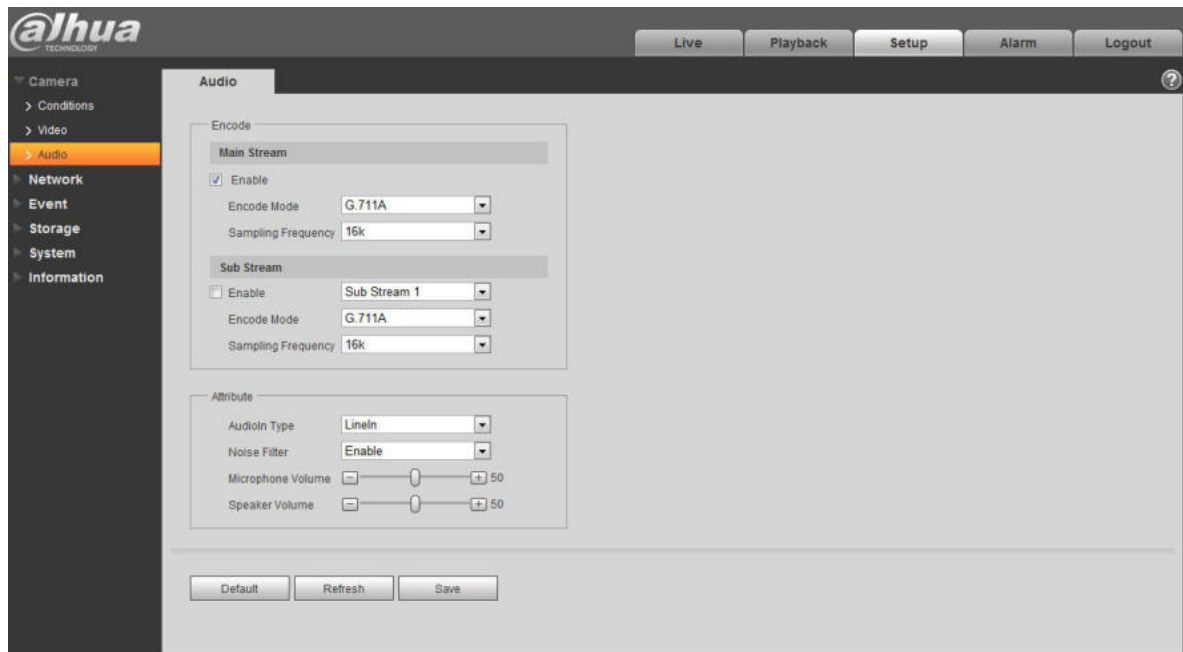 alhua
TECHNOLOGY
Live Playback Setup Alarm Logout
Camera
Conditions
Video
Audio
Network
Event
Storage
System
Information
Audio
?
Encode
Main Stream
Enable
Encode Mode G.711A
Sampling Frequency 16k
Sub Stream
Enable Sub Stream 1
Encode Mode G.711A
Sampling Frequency 16k
Attribute
AudioIn Type LineIn
Noise Filter Enable
Microphone Volume - + 50
Speaker Volume - + 50
Default Refresh Save